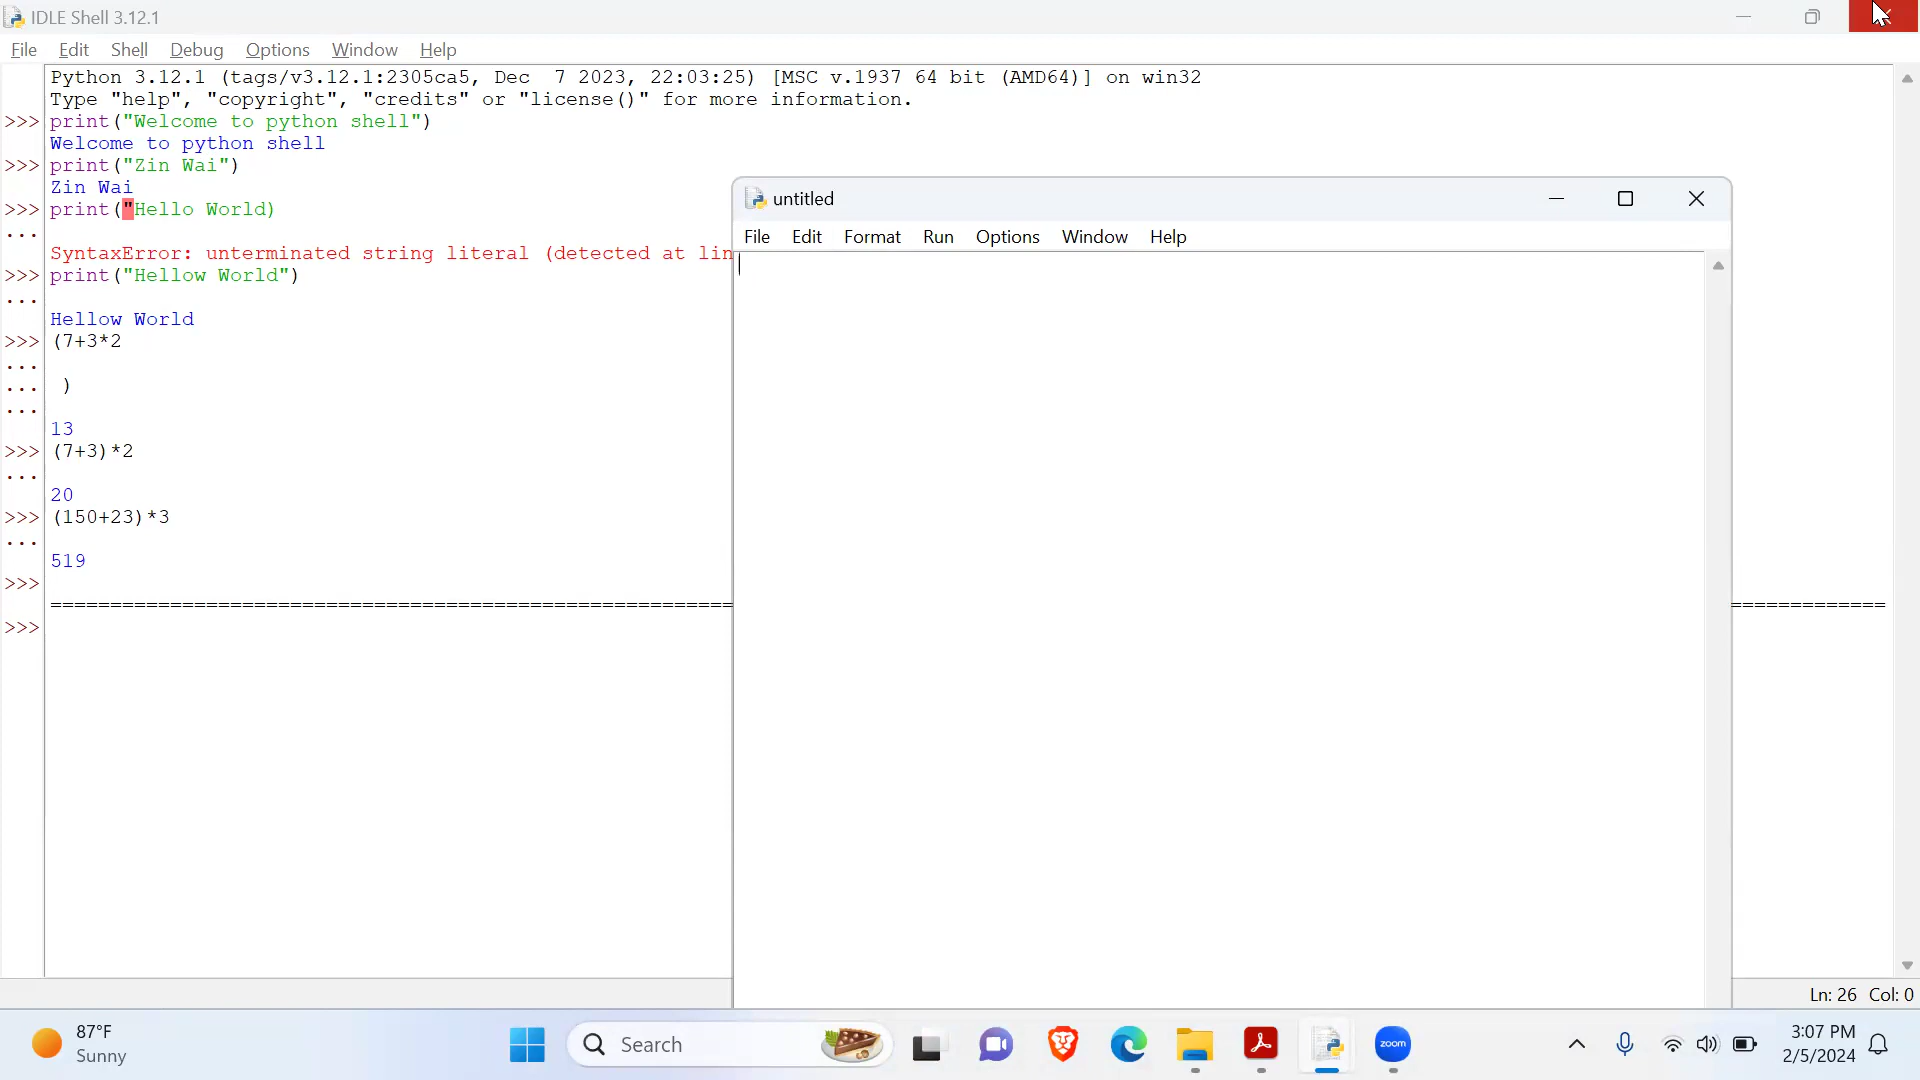 IDLE Shell 3.12.1
File Edit Shell Debug Options Window Help
Python 3.12.1 (tags/v3.12.1:2305ca5, Dec  7 2023, 22:03:25) [MSC v.1937 64 bit (AMD64)] on win32
Type "help", "copyright", "credits" or "license()" for more information.
>>> print("Welcome to python shell")
Welcome to python shell
>>> print("Zin Wai")
Zin Wai
>>> print("Hello World)
...
SyntaxError: unterminated string literal (detected at lin
>>> print("Hellow World")
...
Hellow World
>>> (7+3*2
...
... )
...
13
>>> (7+3)*2
...
20
>>> (150+23)*3
...
519
>>>
>>>
untitled
File Edit Format Run Options Window Help
Ln: 26 Col: 0
87°F
Sunny
Search
zoom
3:07 PM
2/5/2024